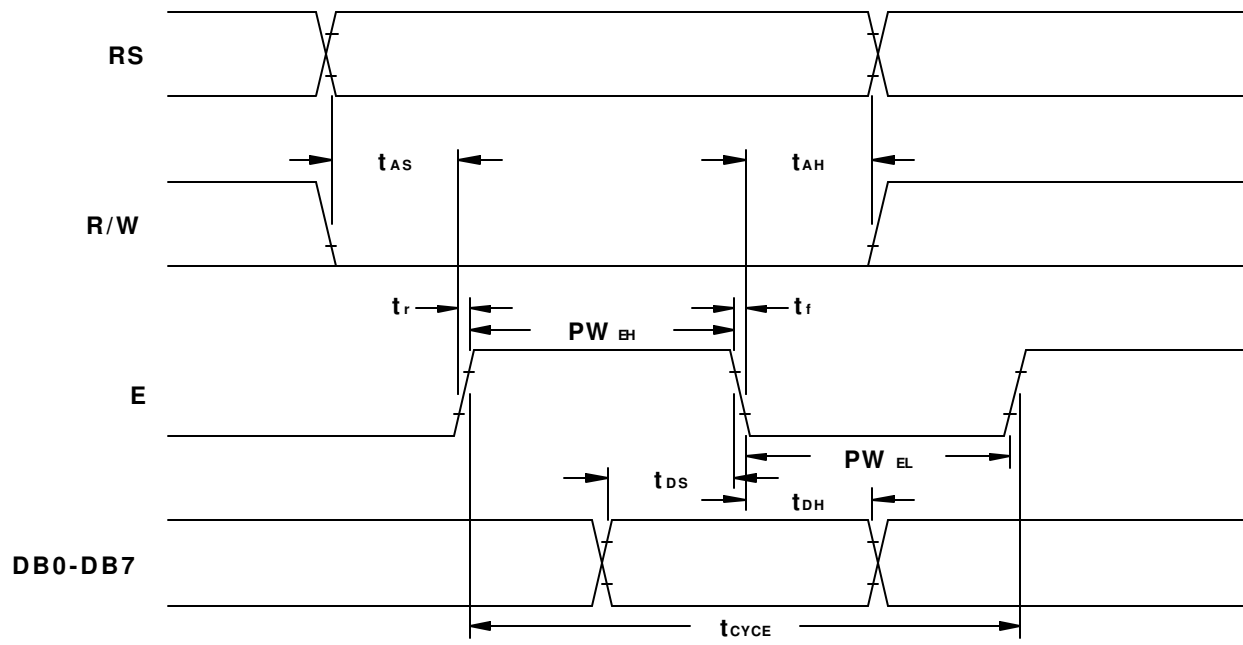 RS
tAS
tAH
R/W
tr
tf
PW EH
E
PW EL
tDS
tDH
DB0-DB7
tCYCE